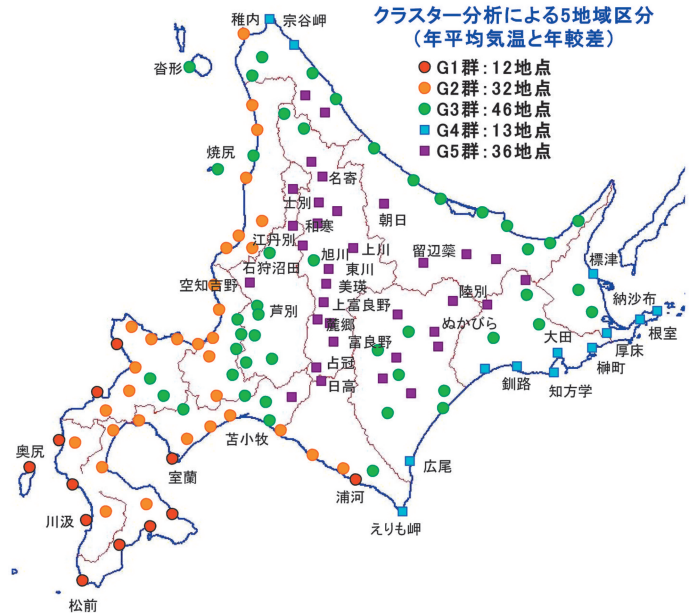 クラスター分析による5地域区分
（年平均気温と年較差）
G1群：12地点
G2群：32地点
G3群：46地点
G4群：13地点
G5群：36地点
稚内
宗谷岬
沓形
焼尻
名寄
士別
朝日
和寒
江丹別
旭川
上川
留辺蘂
石狩沼田
東川
標津
空知吉野
美瑛
陸別
納沙布
芦別
上富良野
ぬかびら
根室
麓郷
大田
厚床
富良野
榊町
占冠
釧路
知方学
日高
苫小牧
奥尻
室蘭
広尾
浦河
川汲
えりも岬
松前